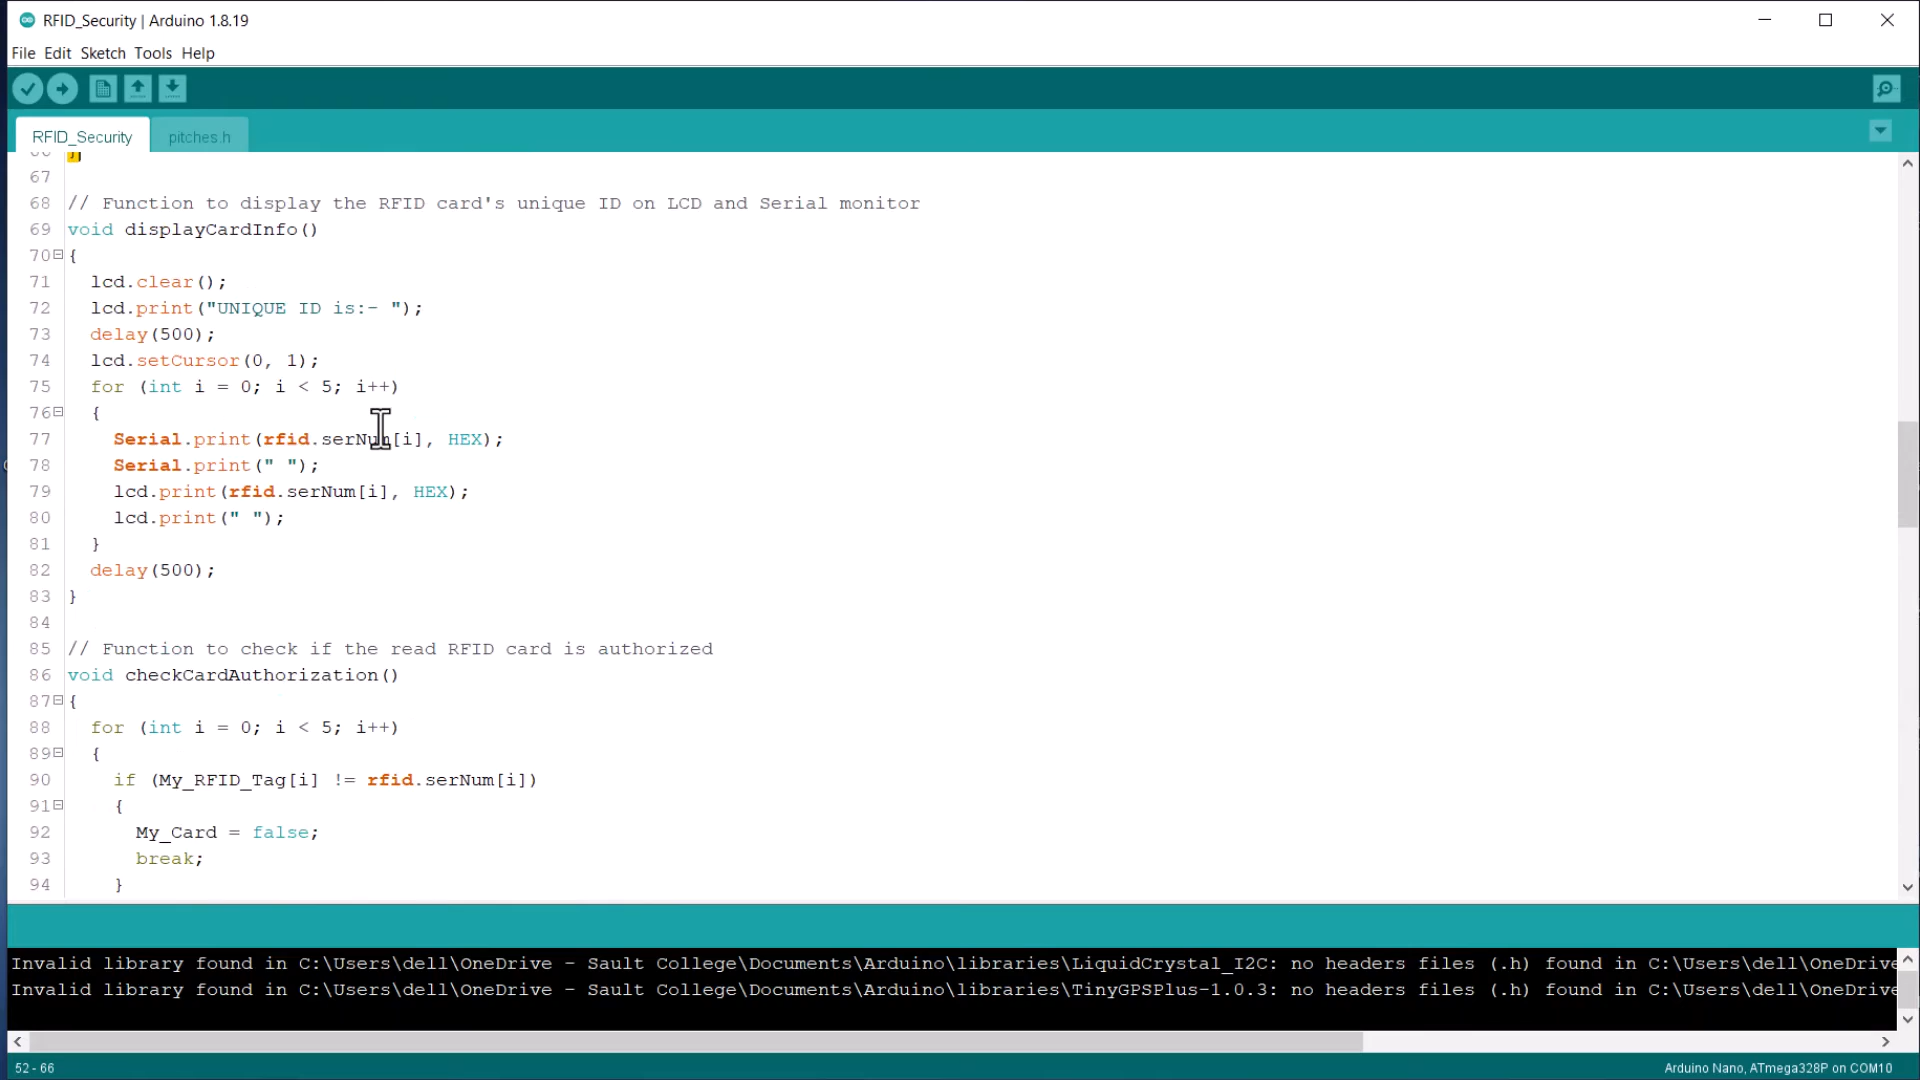 RFID_Security | Arduino 1.8.19
File Edit Sketch Tools Help
RFID_Security pitches.h
66 }
67
68 // Function to display the RFID card's unique ID on LCD and Serial monitor
69 void displayCardInfo()
70 {
71 lcd.clear();
72 lcd.print("UNIQUE ID is:- ");
73 delay(500);
74 lcd.setCursor(0, 1);
75 for (int i = 0; i < 5; i++)
76 {
77 Serial.print(rfid.serNum[i], HEX);
78 Serial.print(" ");
79 lcd.print(rfid.serNum[i], HEX);
80 lcd.print(" ");
81 }
82 delay(500);
83 }
84
85 // Function to check if the read RFID card is authorized
86 void checkCardAuthorization()
87 {
88 for (int i = 0; i < 5; i++)
89 {
90 if (My_RFID_Tag[i] != rfid.serNum[i])
91 {
92 My_Card = false;
93 break;
94 }
Invalid library found in C:\Users\dell\OneDrive - Sault College\Documents\Arduino\libraries\LiquidCrystal_I2C: no headers files (.h) found in C:\Users\dell\OneDrive
Invalid library found in C:\Users\dell\OneDrive - Sault College\Documents\Arduino\libraries\TinyGPSPlus-1.0.3: no headers files (.h) found in C:\Users\dell\OneDrive
52 - 66
Arduino Nano, ATmega328P on COM10